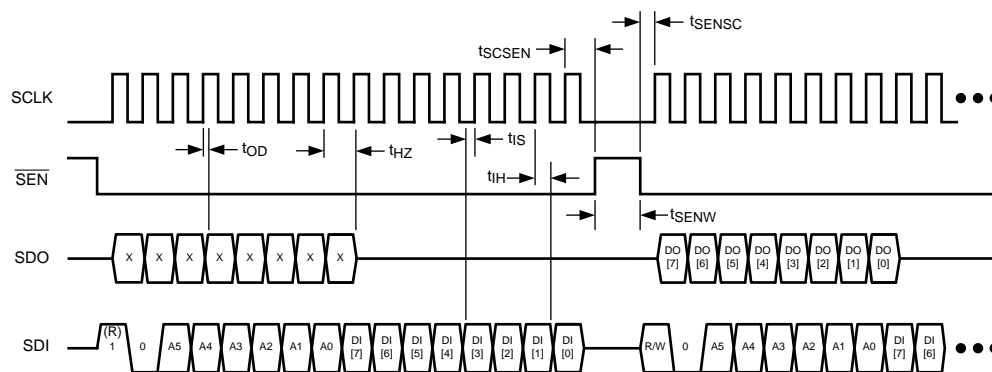 tSENSC
tSCSEN
SCLK
tOD
tHZ
tIS
SEN
tIH
tSENW
SDO
X X X X X X X X
DO [7] DO [6] DO [5] DO [4] DO [3] DO [2] DO [1] DO [0]
SDI
(R) 1 0 A5 A4 A3 A2 A1 A0 DI [7] DI [6] DI [5] DI [4] DI [3] DI [2] DI [1] DI [0]
R/W 0 A5 A4 A3 A2 A1 A0 DI [7] DI [6]